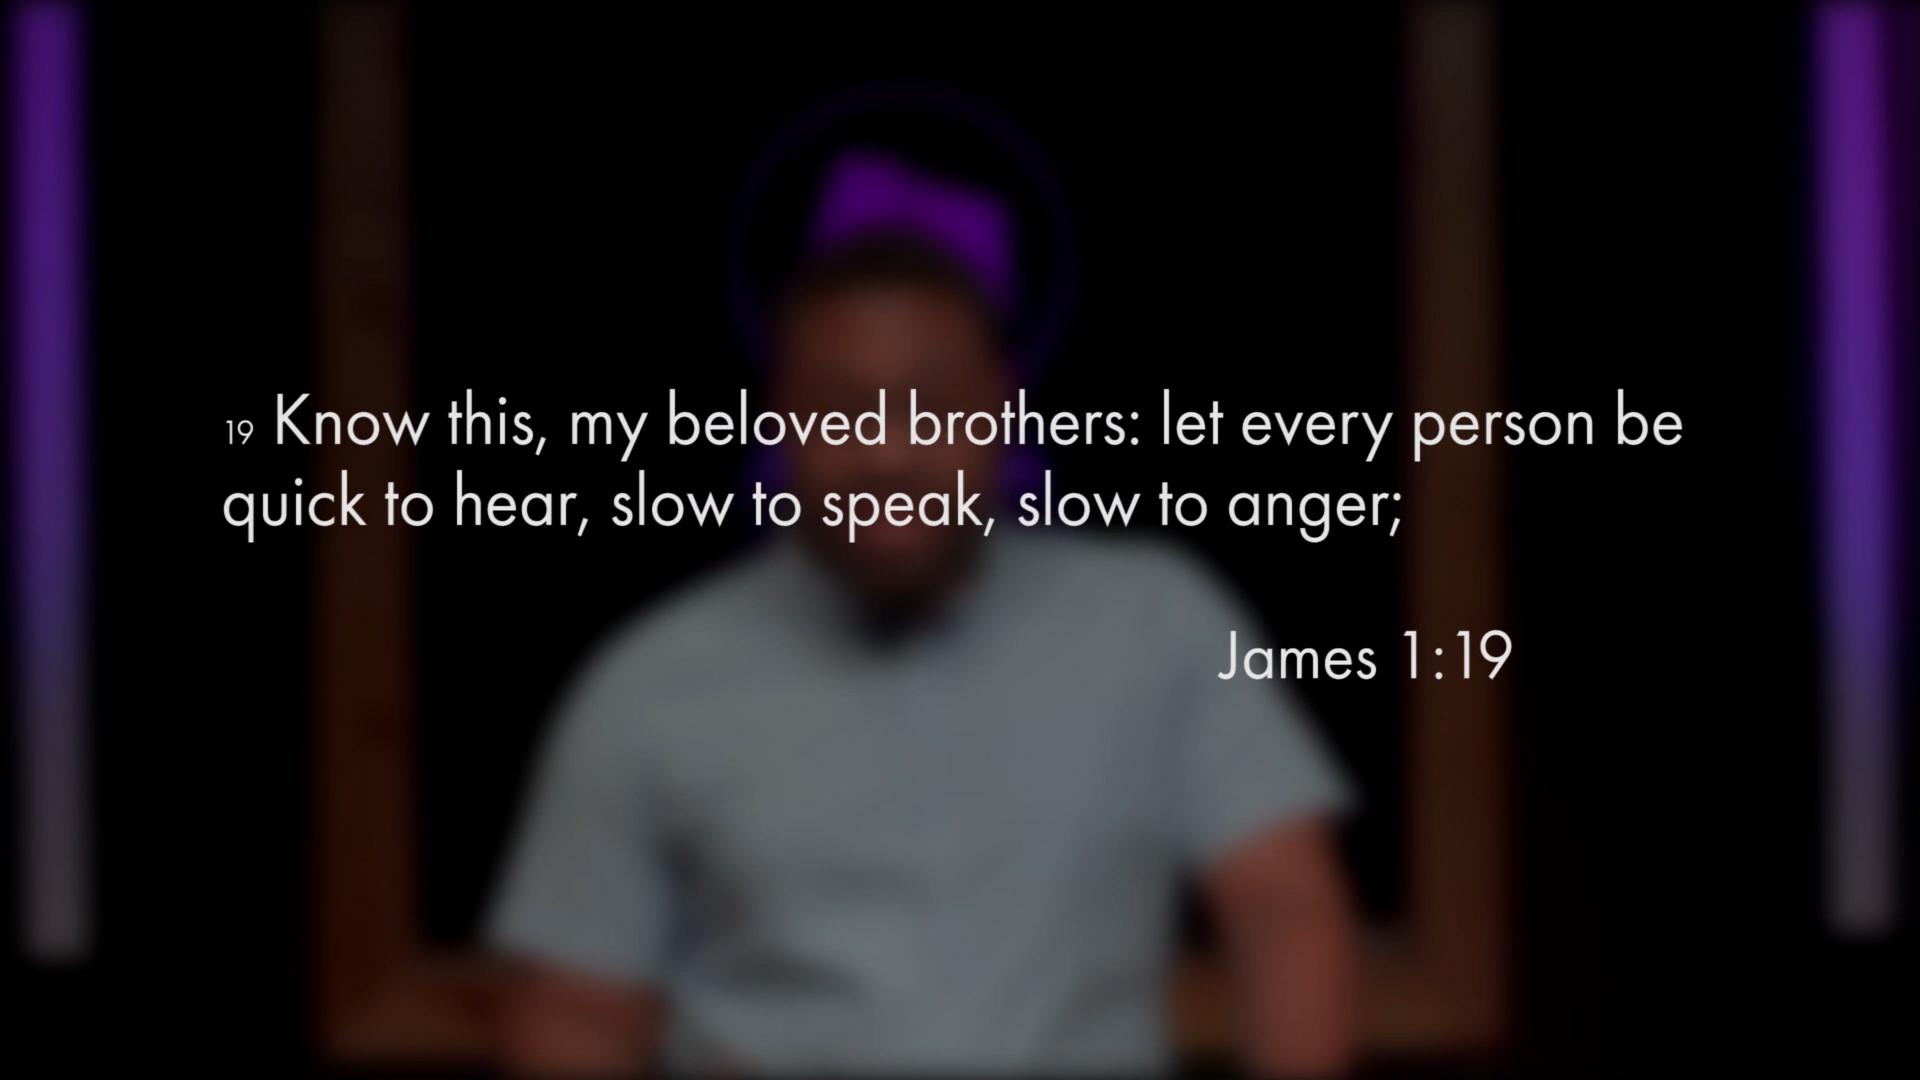 19 Know this, my beloved brothers: let every person be
quick to hear, slow to speak, slow to anger;
James 1:19